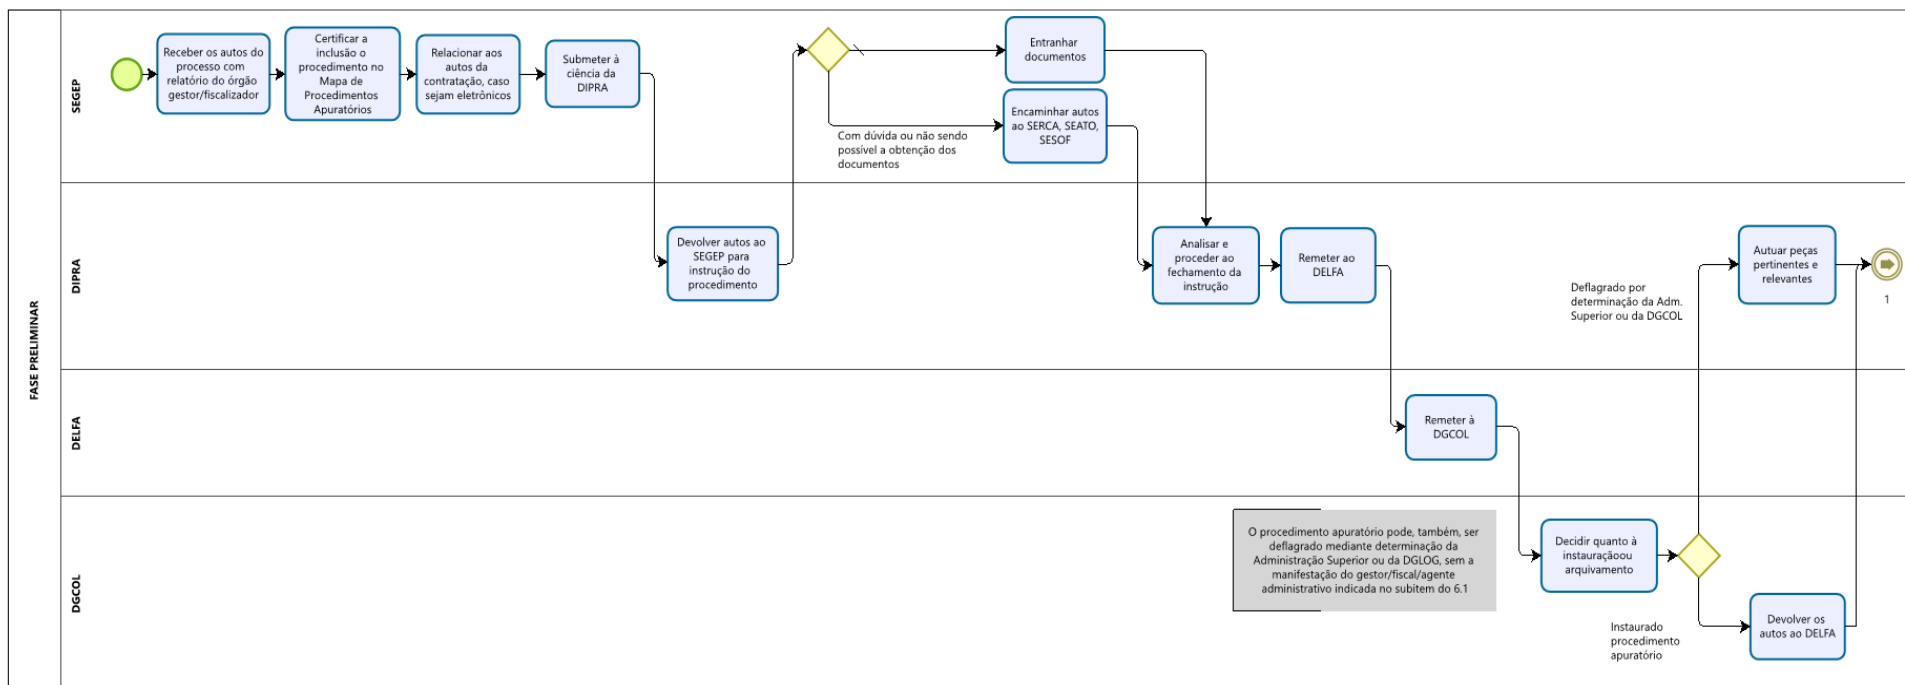 FASE PRELIMINAR
SEGEP
Receber os autos do
processo com
relatório do órgão
gestor/fiscalizador
Certificar a
inclusão o
procedimento no
Mapa de
Procedimentos
Apuratórios
Relacionar aos
autos da
contratação, caso
sejam eletrônicos
Submeter à
ciência da
DIPRA
Entranhar
documentos
Com dúvida ou não sendo
possível a obtenção dos
documentos
Encaminhar autos
ao SERCA, SEATO,
SESOF
DIPRA
Devolver autos ao
SEGEP para
instrução do
procedimento
Analisar e
proceder ao
fechamento da
instrução
Remeter ao
DELFA
Deflagrado por
determinação da Adm.
Superior ou da DGCOL
Autuar peças
pertinentes e
relevantes
1
DELFA
Remeter à
DGCOL
DGCOL
O procedimento apuratório pode, também, ser
deflagrado mediante determinação da
Administração Superior ou da DGLOG, sem a
manifestação do gestor/fiscal/agente
administrativo indicada no subitem do 6.1
Decidir quanto à
instauraçãoou
arquivamento
Instaurado
procedimento
apuratório
Devolver os
autos ao DELFA